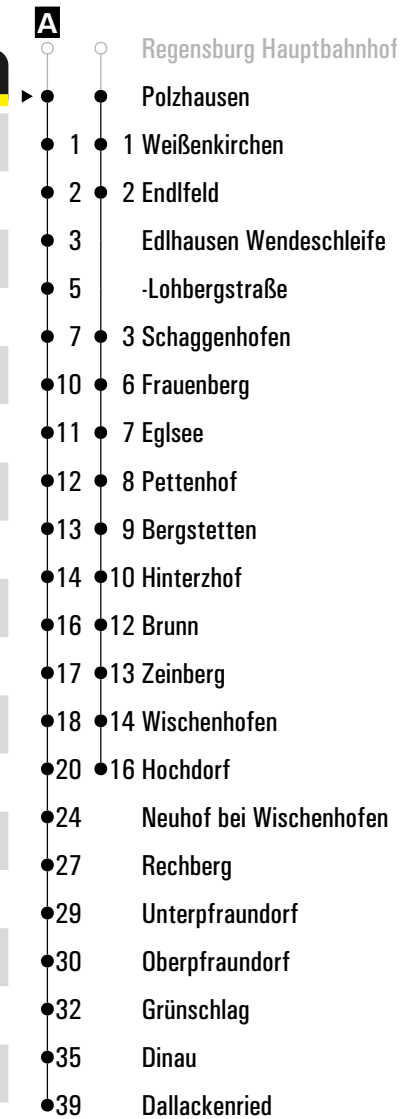 A
Regensburg Hauptbahnhof
Polzhausen
1 1 Weißenkirchen
2 2 Endlfeld
3 Edlhausen Wendeschleife
5 -Lohbergstraße
7 3 Schaggenhofen
10 6 Frauenberg
11 7 Eglsee
12 8 Pettenhof
13 9 Bergstetten
14 10 Hinterzhof
16 12 Brunn
17 13 Zeinberg
18 14 Wischenhofen
20 16 Hochdorf
24 Neuhof bei Wischenhofen
27 Rechberg
29 Unterpfraundorf
30 Oberpfraundorf
32 Grünschlag
35 Dinau
39 Dallackenried